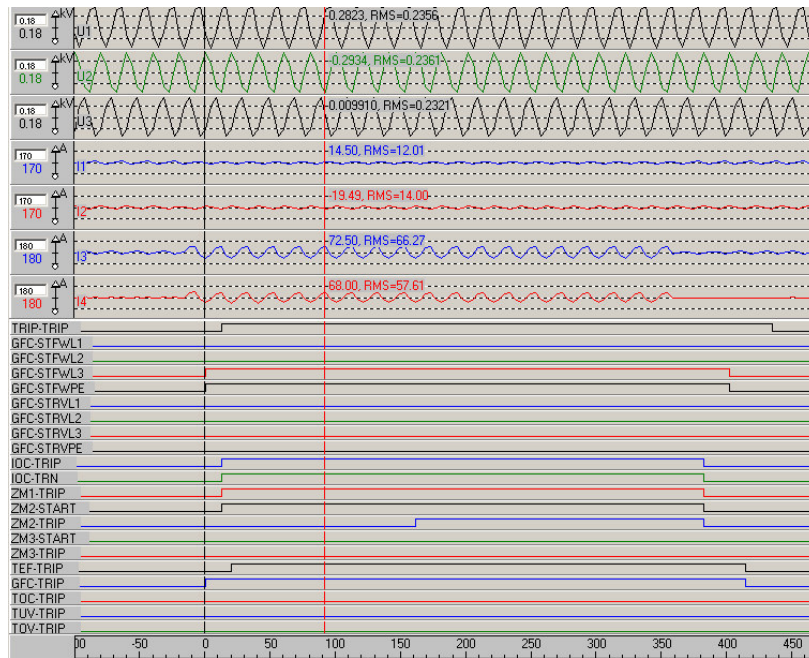 0.18 kV 0.18 U1 -0.2823, RMS=0.2356
0.18 kV 0.18 U2 -0.2934, RMS=0.2361
0.18 kV 0.18 U3 -0.009910, RMS=0.2321
170 A 170 I1 -14.50, RMS=12.01
170 A 170 I2 -19.49, RMS=14.00
180 A 180 I3 -72.50, RMS=66.27
180 A 180 I4 -68.00, RMS=57.61
TRIP-TRIP
GFC-STFWL1
GFC-STFWL2
GFC-STFWL3
GFC-STFWPE
GFC-STRVL1
GFC-STRVL2
GFC-STRVL3
GFC-STRVPE
IOC-TRIP
IOC-TRN
ZM1-TRIP
ZM2-START
ZM2-TRIP
ZM3-START
ZM3-TRIP
TEF-TRIP
GFC-TRIP
TOC-TRIP
TUV-TRIP
TOV-TRIP
00 -50 0 50 100 150 200 250 300 350 400 450